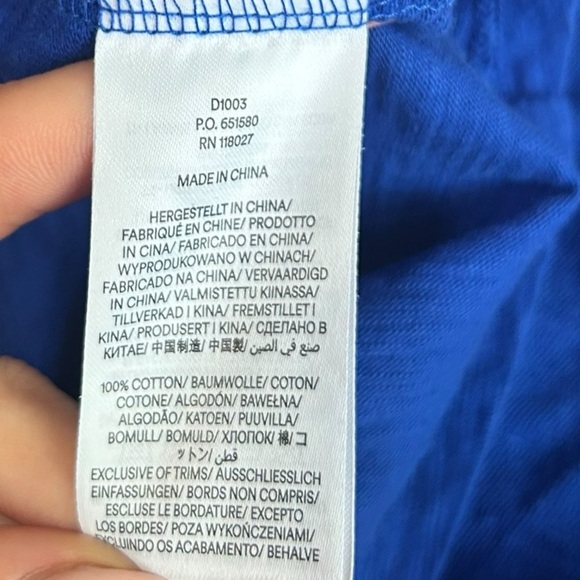 D1003
P.O. 651580
RN 118027
MADE IN CHINA
HERGESTELLT IN CHINA/
FABRIQUÉ EN CHINE/ PRODOTTO
IN CINA/ FABRICADO EN CHINA/
WYPRODUKOWANO W CHINACH/
FABRICADO NA CHINA/ VERVAARDIGD
IN CHINA/ VALMISTETTU KIINASSA/
TILLVERKAD I KINA/ FREMSTILLET I
KINA/ PRODUSERT I KINA/ СДЕЛАНО В
КИТАЕ/ 中国制造/ 中国製/ صنع في الصين
100% COTTON/ BAUMWOLLE/ COTON/
COTONE/ ALGODÓN/ BAWEŁNA/
ALGODÃO/ KATOEN/ PUUVILLA/
BOMULL/ BOMULD/ ХЛОПОК/ 棉/ コ
ットン/ قطن
EXCLUSIVE OF TRIMS/ AUSSCHLIESSLICH
EINFASSUNGEN/ BORDS NON COMPRIS/
ESCLUSE LE BORDATURE/ EXCEPTO
LOS BORDES/ POZA WYKOŃCZENIAMI/
EXCLUINDO OS ACABAMENTO/ BEHALVE